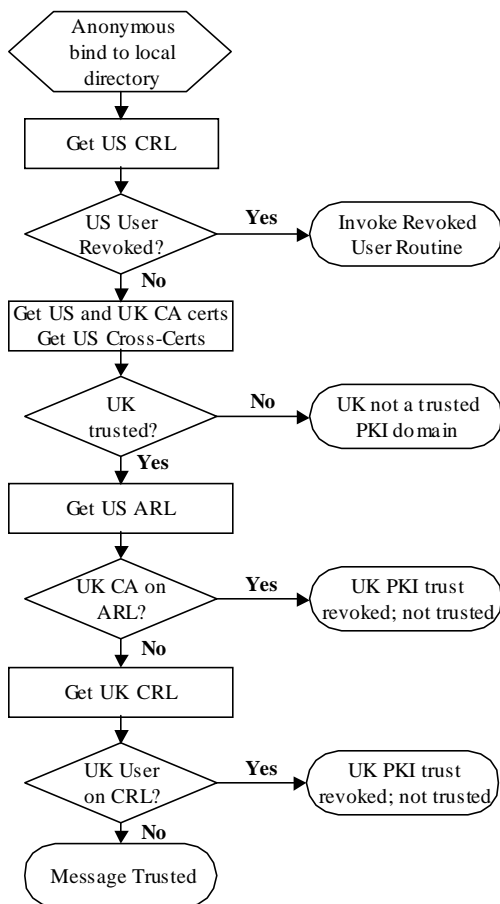 Anonymous
bind to local
directory
Get US CRL
US User
Revoked?
Yes
Invoke Revoked
User Routine
No
Get US and UK CA certs
Get US Cross-Certs
UK
trusted?
No
UK not a trusted
PKI domain
Yes
Get US ARL
UK CA on
ARL?
Yes
UK PKI trust
revoked; not trusted
No
Get UK CRL
UK User
on CRL?
Yes
UK PKI trust
revoked; not trusted
No
Message Trusted